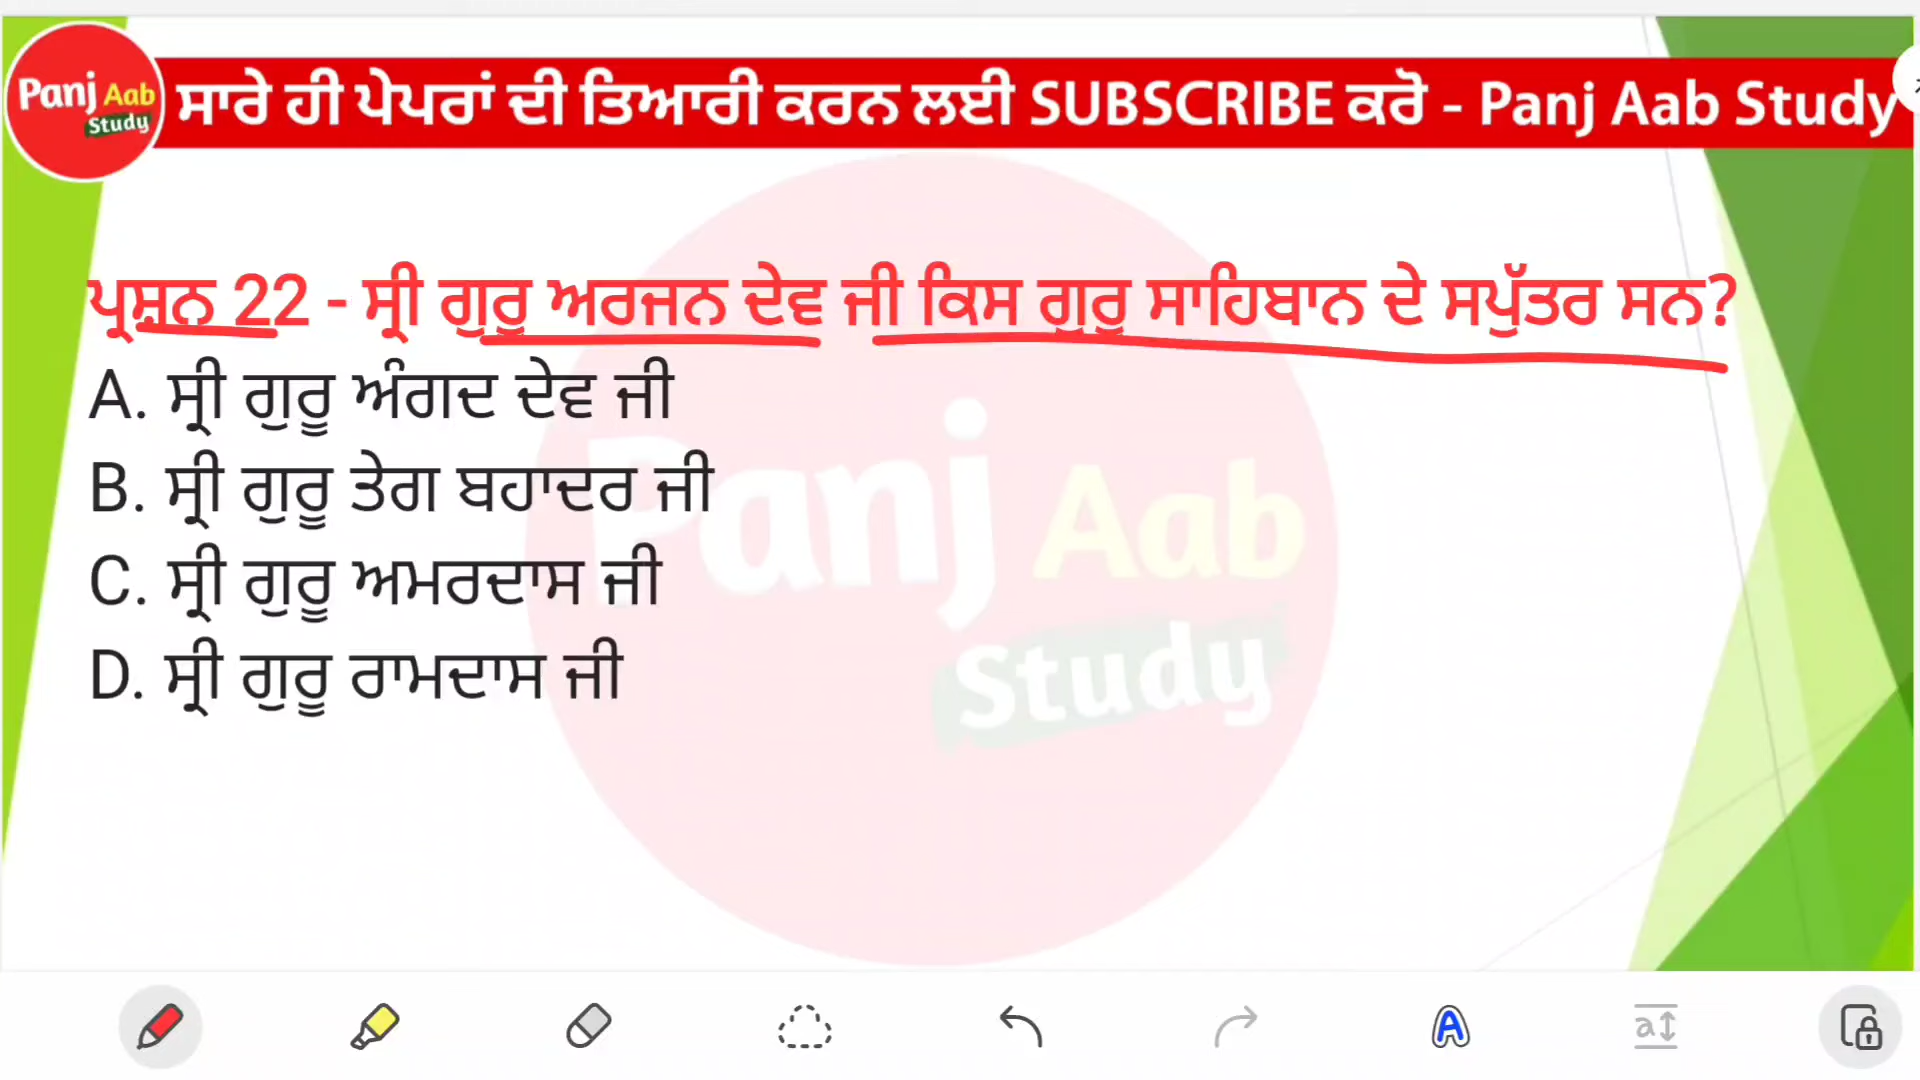 Panj Aab
Study
ਸਾਰੇ ਹੀ ਪੇਪਰਾਂ ਦੀ ਤਿਆਰੀ ਕਰਨ ਲਈ SUBSCRIBE ਕਰੋ - Panj Aab Study
ਪ੍ਰਸ਼ਨ 22 - ਸ੍ਰੀ ਗੁਰੂ ਅਰਜਨ ਦੇਵ ਜੀ ਕਿਸ ਗੁਰੂ ਸਾਹਿਬਾਨ ਦੇ ਸਪੁੱਤਰ ਸਨ?
A. ਸ੍ਰੀ ਗੁਰੂ ਅੰਗਦ ਦੇਵ ਜੀ
B. ਸ੍ਰੀ ਗੁਰੂ ਤੇਗ ਬਹਾਦਰ ਜੀ
C. ਸ੍ਰੀ ਗੁਰੂ ਅਮਰਦਾਸ ਜੀ
D. ਸ੍ਰੀ ਗੁਰੂ ਰਾਮਦਾਸ ਜੀ
Panj Aab
Study